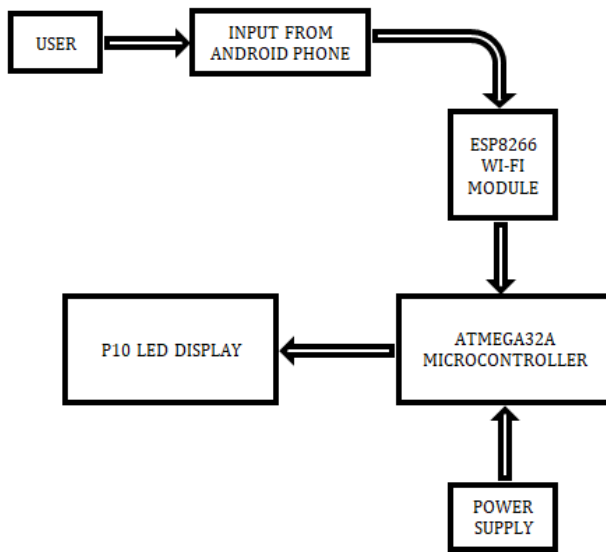 USER
INPUT FROM
ANDROID PHONE
ESP8266
WI-FI
MODULE
P10 LED DISPLAY
ATMEGA32A
MICROCONTROLLER
POWER
SUPPLY